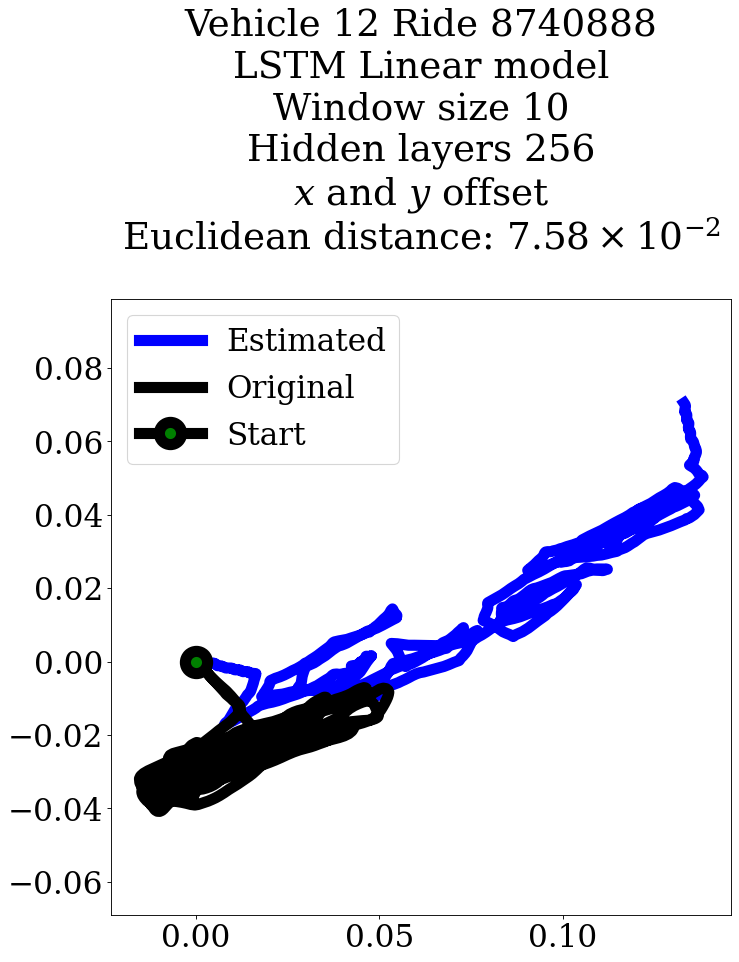 Vehicle 12 Ride 8740888
LSTM Linear model
Window size 10
Hidden layers 256
x and y offset
Euclidean distance: 7.58 × 10⁻²
Estimated
Original
Start
0.08
0.06
0.04
0.02
0.00
−0.02
−0.04
−0.06
0.00 0.05 0.10